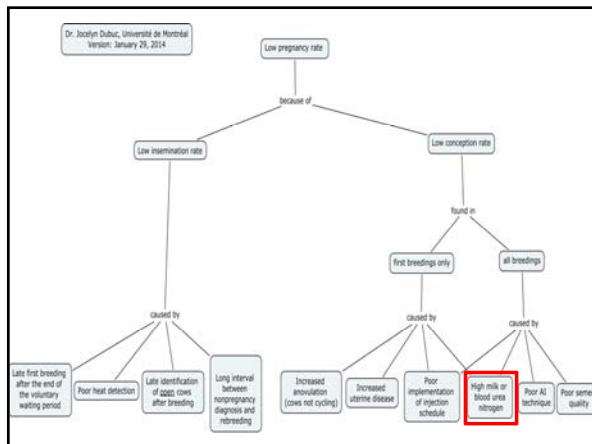 Dr. Jocelyn Dubuc, Université de Montréal
Version: January 29, 2014
Low pregnancy rate
because of
Low insemination rate
Low conception rate
found in
first breedings only
all breedings
caused by
caused by
caused by
Late first breeding
after the end of
the voluntary
waiting period
Poor heat detection
Late identification
of open cows
after breeding
Long interval
between
nonpregnancy
diagnosis and
rebreeding
Increased
anovulation
(cows not cycling)
Increased
uterine disease
Poor
implementation
of injection
schedule
High milk or
blood urea
nitrogen
Poor AI
technique
Poor semen
quality